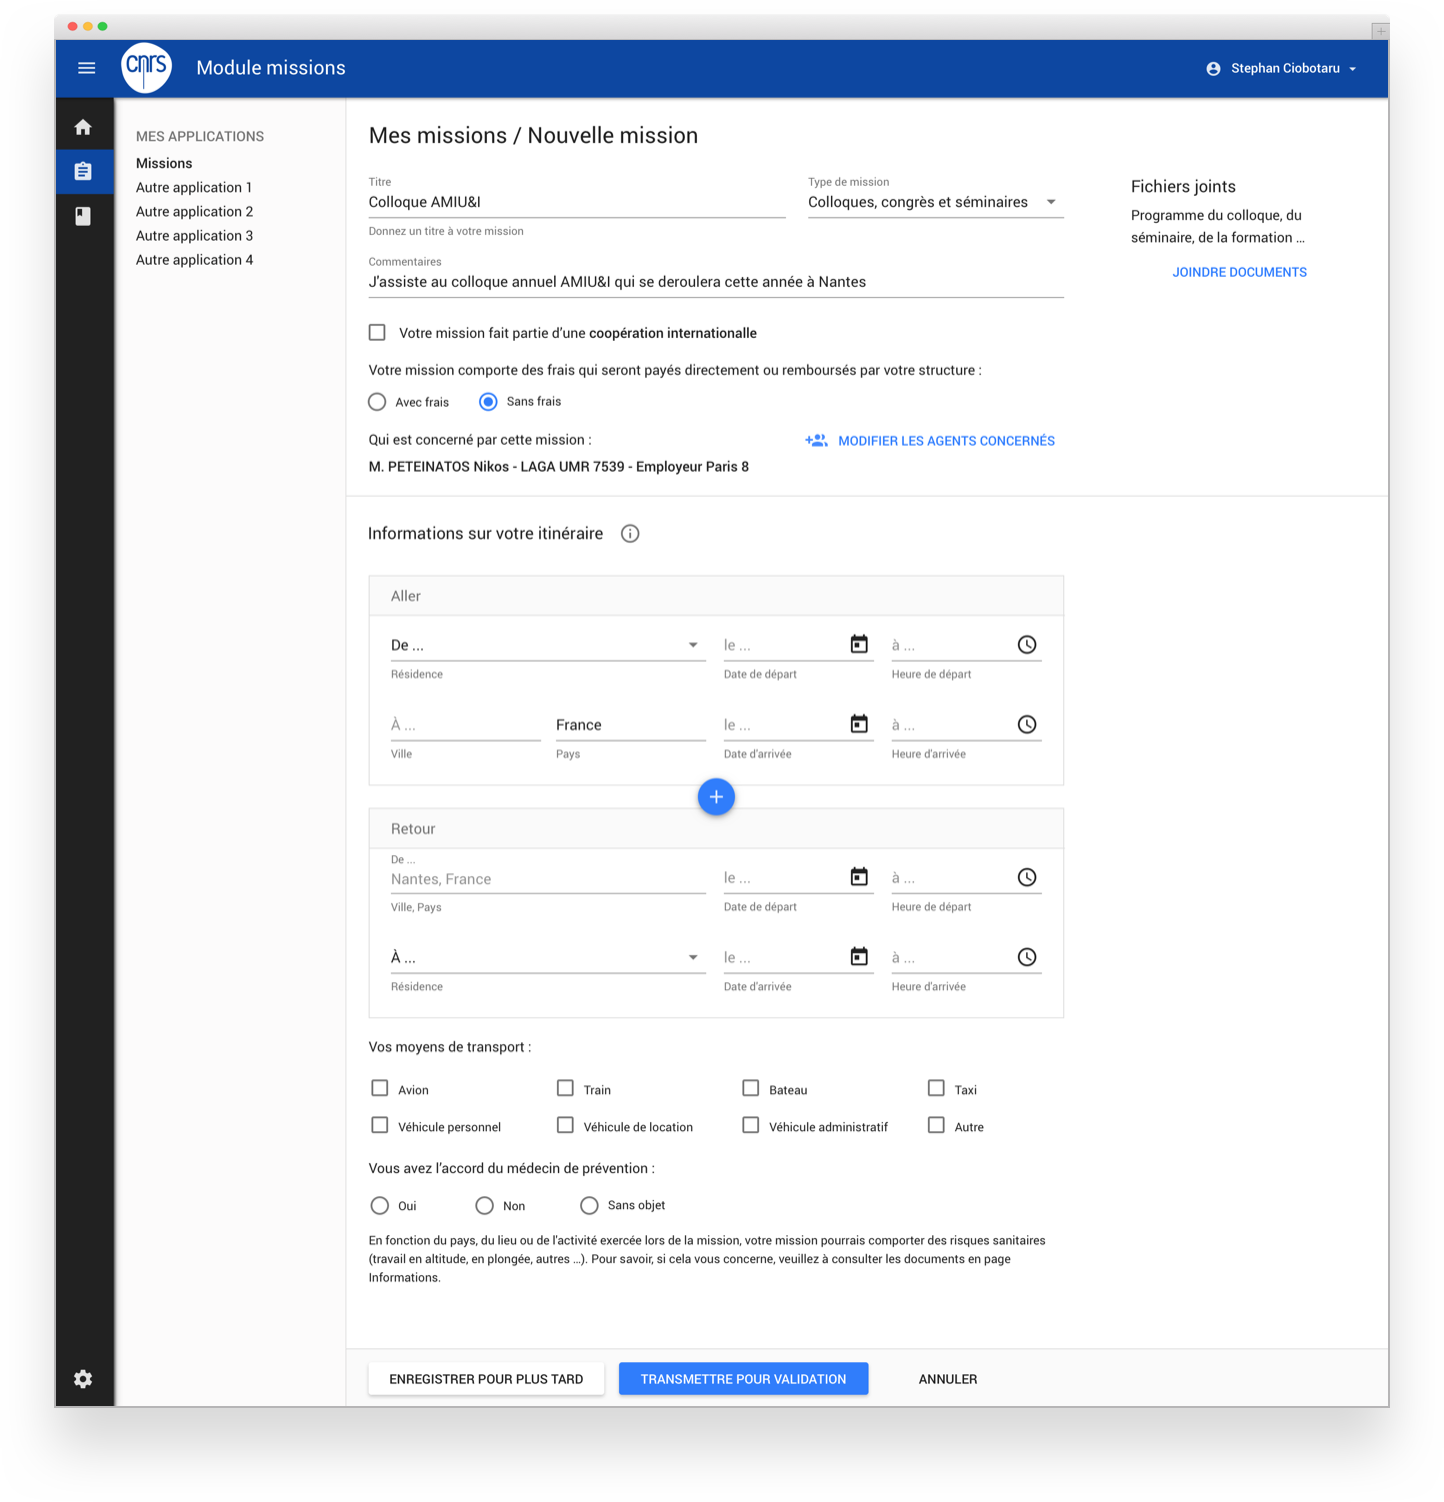 cnrs
Module missions
Stephan Ciobotaru
MES APPLICATIONS
Missions
Autre application 1
Autre application 2
Autre application 3
Autre application 4
Mes missions / Nouvelle mission
Titre
Colloque AMIU&I
Donnez un titre à votre mission
Type de mission
Colloques, congrès et séminaires
Commentaires
J'assiste au colloque annuel AMIU&I qui se deroulera cette année à Nantes
Fichiers joints
Programme du colloque, du
séminaire, de la formation ...
JOINDRE DOCUMENTS
Votre mission fait partie d'une coopération internationalle
Votre mission comporte des frais qui seront payés directement ou remboursés par votre structure :
Avec frais
Sans frais
Qui est concerné par cette mission :
MODIFIER LES AGENTS CONCERNÉS
M. PETEINATOS Nikos - LAGA UMR 7539 - Employeur Paris 8
Informations sur votre itinéraire
Aller
De ...
le ...
à ...
Résidence
Date de départ
Heure de départ
À ...
France
le ...
à ...
Ville
Pays
Date d'arrivée
Heure d'arrivée
Retour
De ...
Nantes, France
le ...
à ...
Ville, Pays
Date de départ
Heure de départ
À ...
le ...
à ...
Résidence
Date d'arrivée
Heure d'arrivée
Vos moyens de transport :
Avion
Train
Bateau
Taxi
Véhicule personnel
Véhicule de location
Véhicule administratif
Autre
Vous avez l'accord du médecin de prévention :
Oui
Non
Sans objet
En fonction du pays, du lieu ou de l'activité exercée lors de la mission, votre mission pourrais comporter des risques sanitaires
(travail en altitude, en plongée, autres ...). Pour savoir, si cela vous concerne, veuillez à consulter les documents en page
Informations.
ENREGISTRER POUR PLUS TARD
TRANSMETTRE POUR VALIDATION
ANNULER